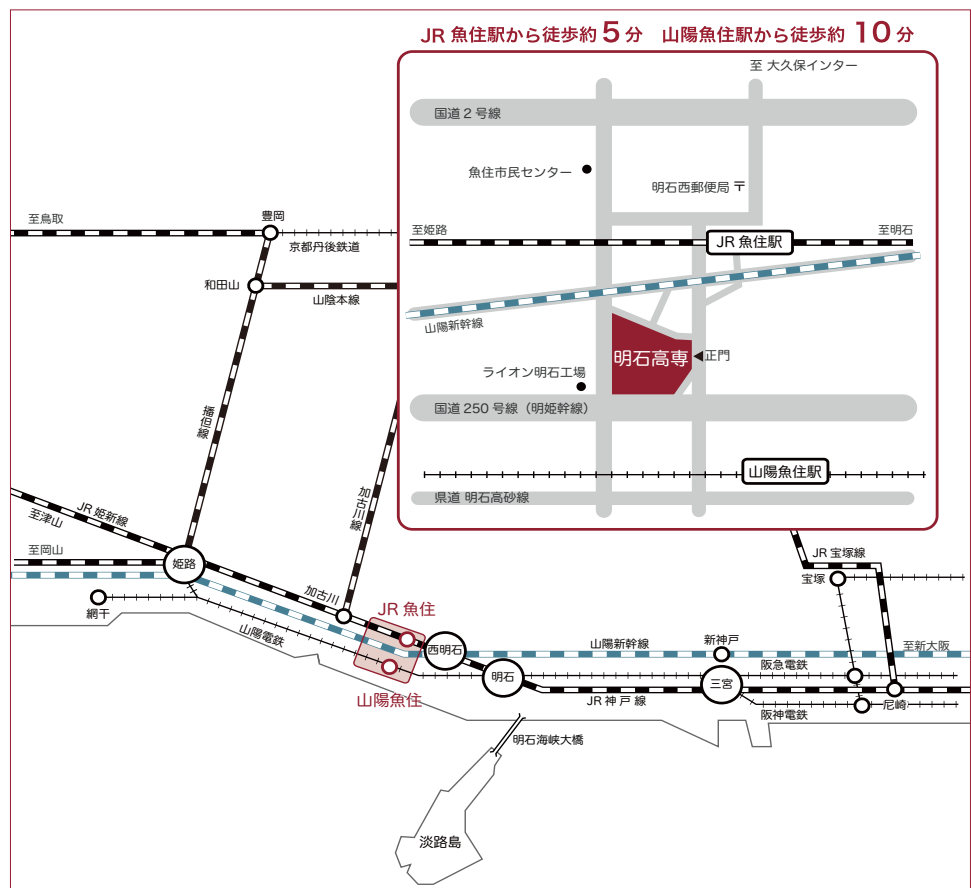 JR 魚住駅から徒歩約 5 分 山陽魚住駅から徒歩約 10 分
至 大久保インター
国道 2 号線
魚住市民センター
明石西郵便局 〒
至姫路
JR 魚住駅
至明石
山陽新幹線
明石高専
正門
ライオン明石工場
国道 250 号線（明姫幹線）
山陽魚住駅
県道 明石高砂線
至鳥取
豊岡
京都丹後鉄道
和田山
山陰本線
播但線
加古川線
JR 姫新線
至津山
至岡山
姫路
網干
山陽電鉄
加古川
JR 魚住
山陽魚住
西明石
明石
山陽新幹線
新神戸
至新大阪
阪急電鉄
三宮
JR 神戸線
阪神電鉄
尼崎
JR 宝塚線
宝塚
明石海峡大橋
淡路島